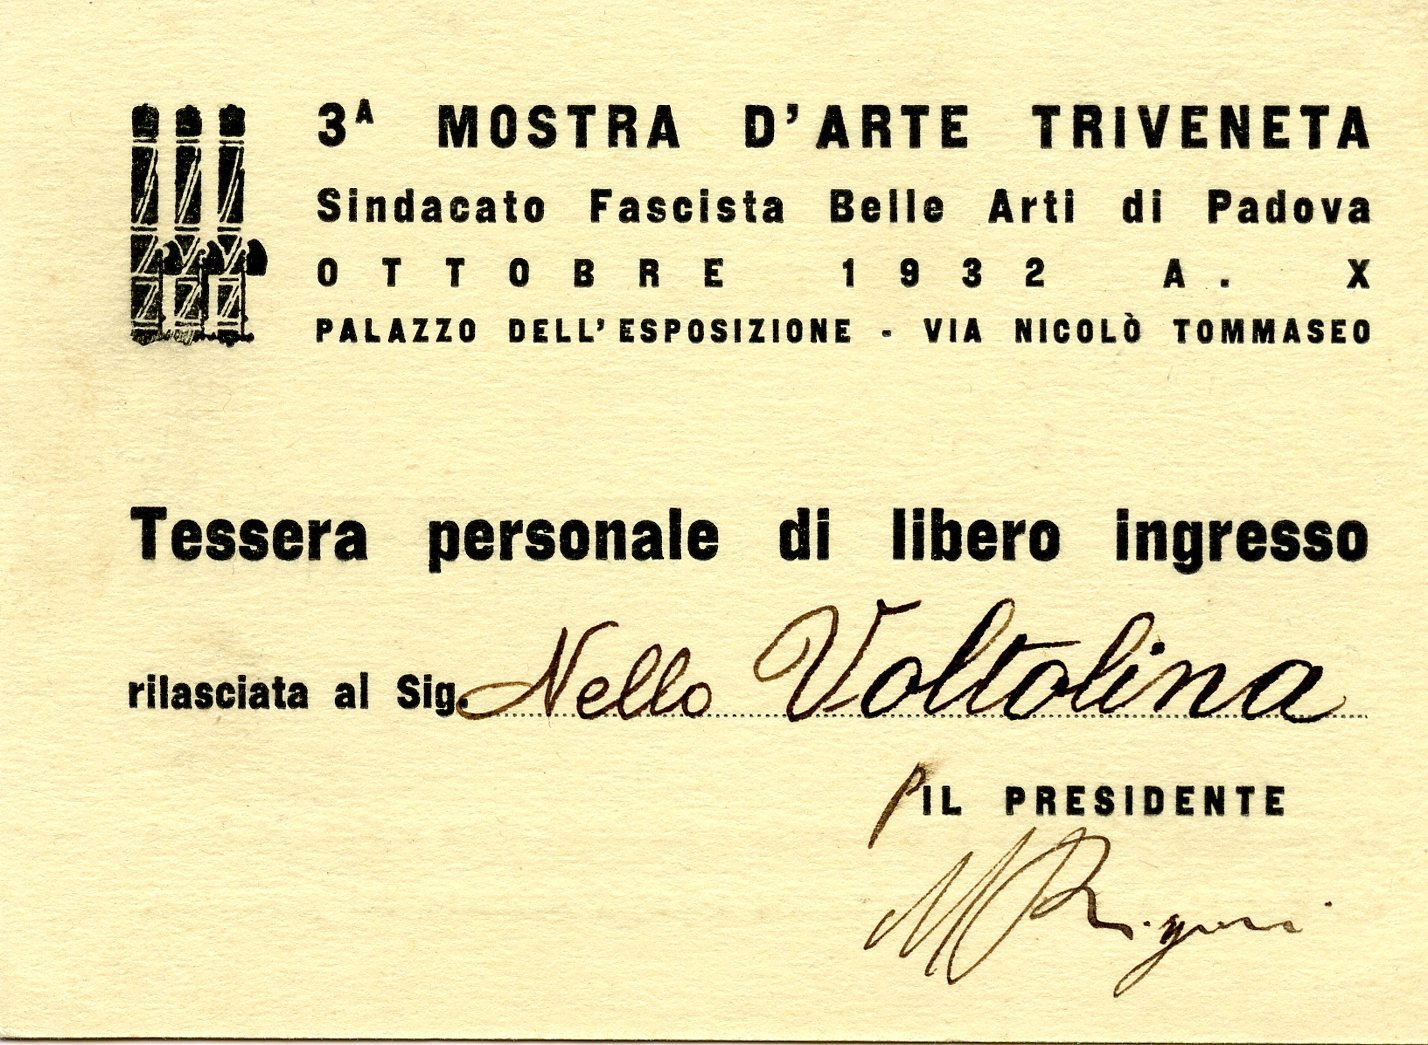 3ᴬ MOSTRA D'ARTE TRIVENETA
Sindacato Fascista Belle Arti di Padova
OTTOBRE 1932 A. X
PALAZZO DELL'ESPOSIZIONE - VIA NICOLÒ TOMMASEO
Tessera personale di libero ingresso
rilasciata al Sig. Nello Voltolina
p IL PRESIDENTE